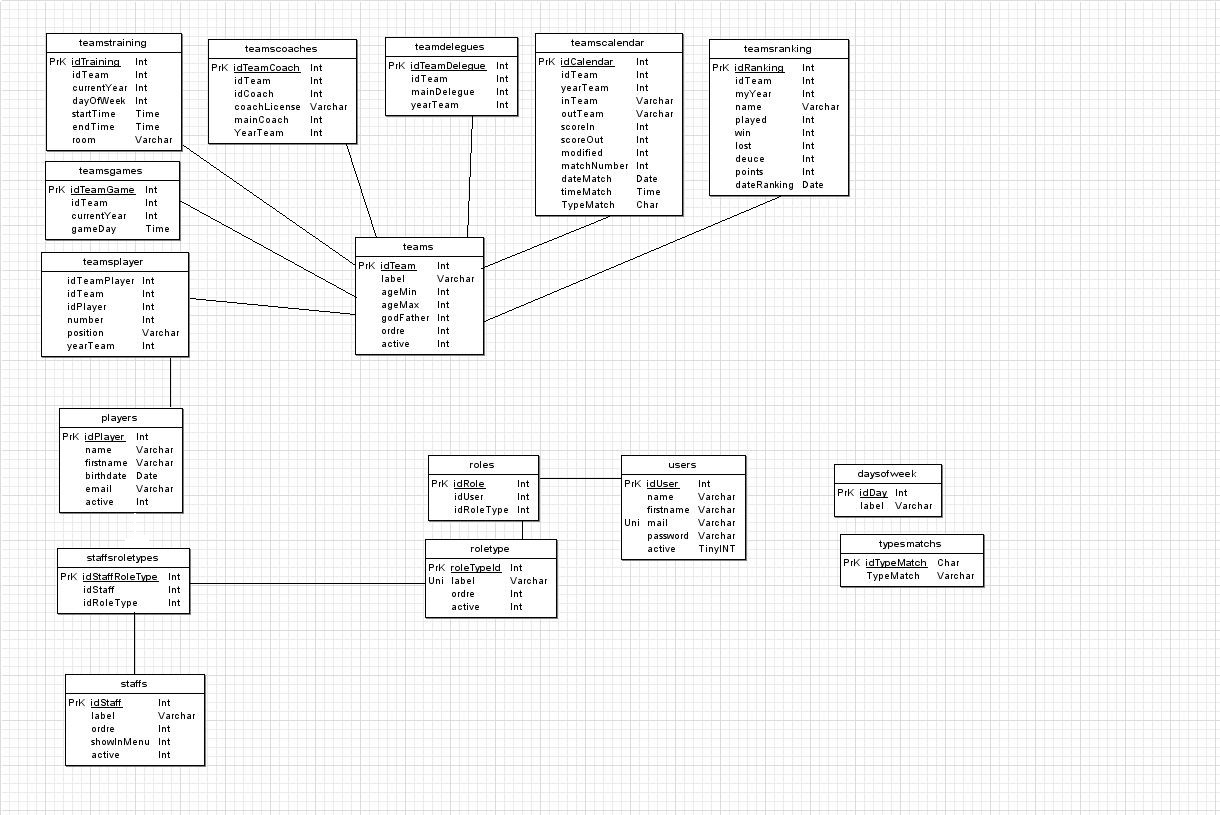 teamstraining
PrK idTraining Int
idTeam Int
currentYear Int
dayOfWeek Int
startTime Time
endTime Time
room Varchar
teamscoaches
PrK idTeamCoach Int
idTeam Int
idCoach Int
coachLicense Varchar
mainCoach Int
YearTeam Int
teamdelegues
PrK idTeamDelegue Int
idTeam Int
mainDelegue Int
yearTeam Int
teamscalendar
PrK idCalendar Int
idTeam Int
yearTeam Int
inTeam Varchar
outTeam Varchar
scoreIn Int
scoreOut Int
modified Int
matchNumber Int
dateMatch Date
timeMatch Time
TypeMatch Char
teamsranking
PrK idRanking Int
idTeam Int
myYear Int
name Varchar
played Int
win Int
lost Int
deuce Int
points Int
dateRanking Date
teamsgames
PrK idTeamGame Int
idTeam Int
currentYear Int
gameDay Time
teams
PrK idTeam Int
label Varchar
ageMin Int
ageMax Int
godFather Int
ordre Int
active Int
teamsplayer
idTeamPlayer Int
idTeam Int
idPlayer Int
number Int
position Varchar
yearTeam Int
players
PrK idPlayer Int
name Varchar
firstname Varchar
birthdate Date
email Varchar
active Int
roles
PrK idRole Int
idUser Int
idRoleType Int
users
PrK idUser Int
name Varchar
firstname Varchar
Uni mail Varchar
password Varchar
active TinyINT
daysofweek
PrK idDay Int
label Varchar
typesmatchs
PrK idTypeMatch Char
TypeMatch Varchar
staffsroletypes
PrK idStaffRoleType Int
idStaff Int
idRoleType Int
roletype
PrK roleTypeId Int
Uni label Varchar
ordre Int
active Int
staffs
PrK idStaff Int
label Varchar
ordre Int
showInMenu Int
active Int